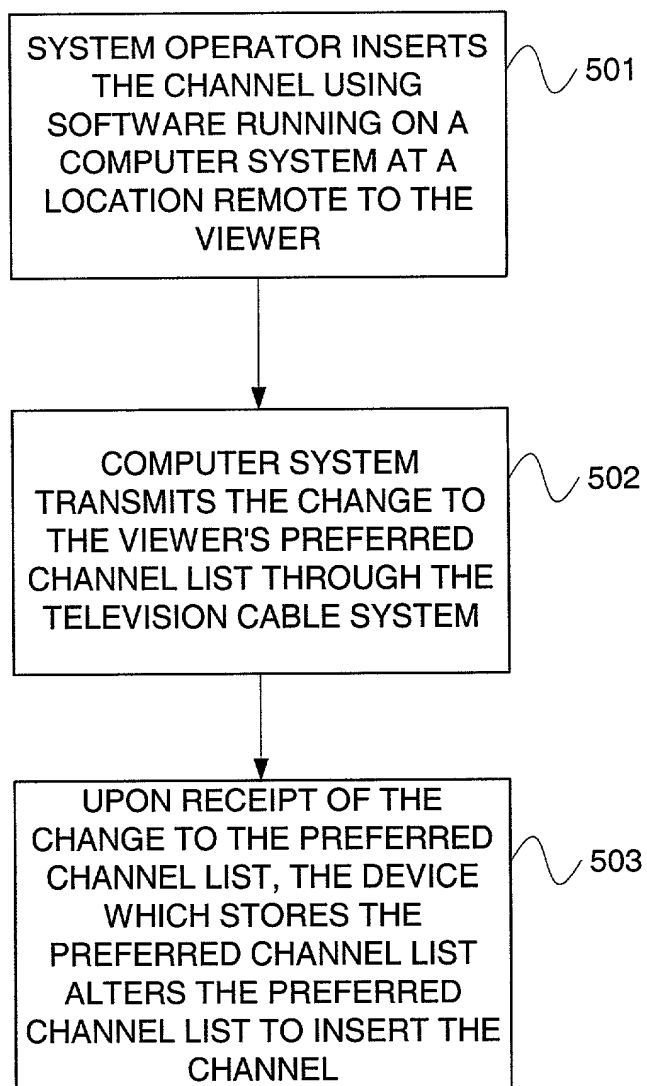 SYSTEM OPERATOR INSERTS
THE CHANNEL USING
SOFTWARE RUNNING ON A
COMPUTER SYSTEM AT A
LOCATION REMOTE TO THE
VIEWER
501
COMPUTER SYSTEM
TRANSMITS THE CHANGE TO
THE VIEWER'S PREFERRED
CHANNEL LIST THROUGH THE
TELEVISION CABLE SYSTEM
502
UPON RECEIPT OF THE
CHANGE TO THE PREFERRED
CHANNEL LIST, THE DEVICE
WHICH STORES THE
PREFERRED CHANNEL LIST
ALTERS THE PREFERRED
CHANNEL LIST TO INSERT THE
CHANNEL
503